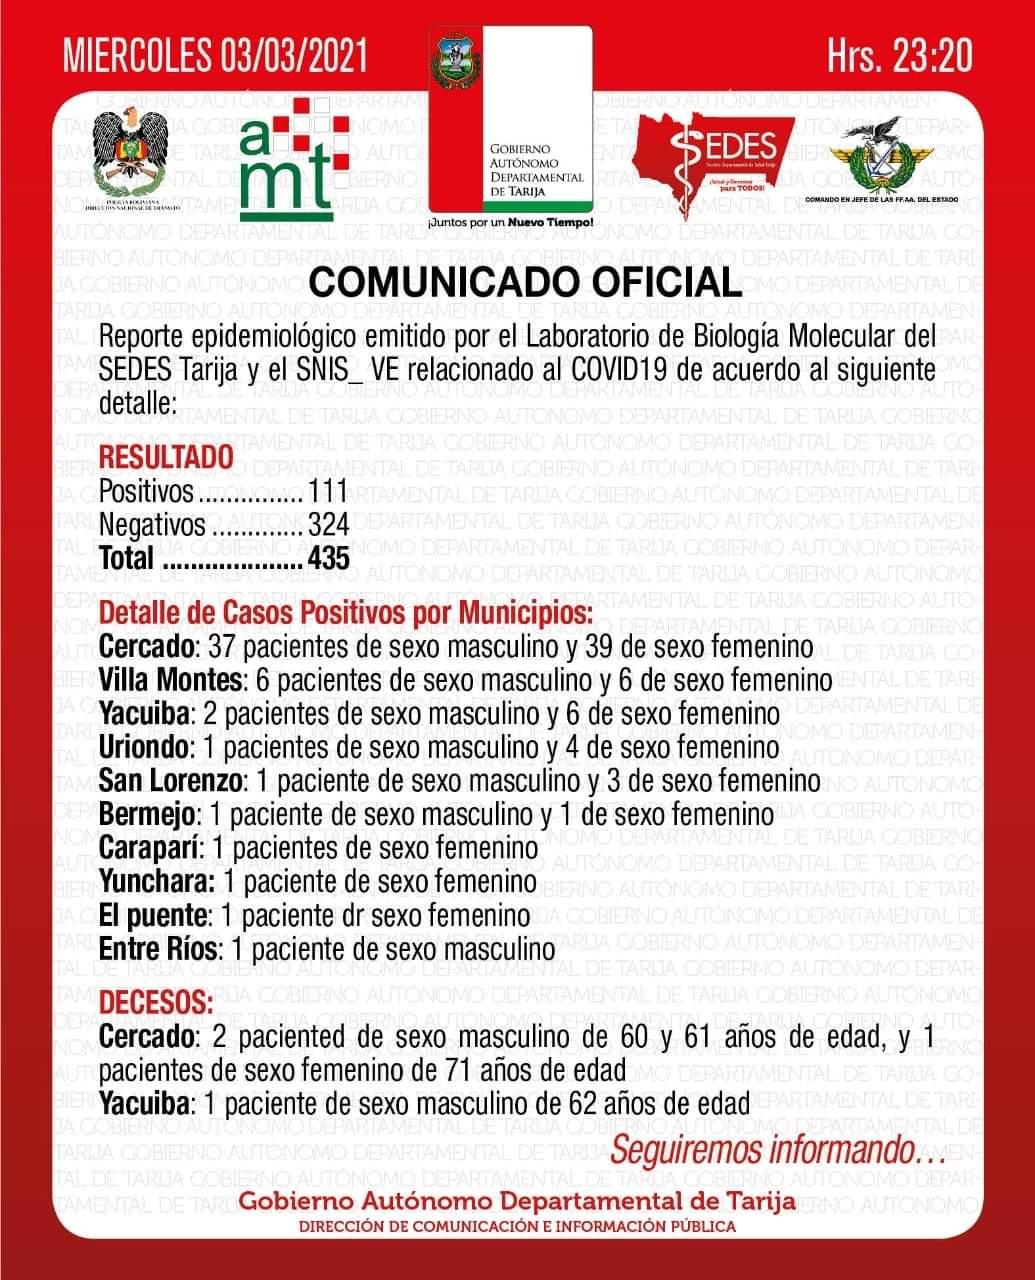 MIERCOLES 03/03/2021
Hrs. 23:20
POLICIA BOLIVIANA
DIRECCIÓN NACIONAL DE TRÁNSITO
amt
GOBIERNO
AUTÓNOMO
DEPARTAMENTAL
DE TARIJA
¡Juntos por un Nuevo Tiempo!
SEDES
Servicio Departamental de Salud Tarija
para TODOS!
COMANDO EN JEFE DE LAS FF.AA. DEL ESTADO
COMUNICADO OFICIAL
Reporte epidemiológico emitido por el Laboratorio de Biología Molecular del
SEDES Tarija y el SNIS_ VE relacionado al COVID19 de acuerdo al siguiente
detalle:
RESULTADO
Positivos ............... 111
Negativos ............. 324
Total ..................... 435
Detalle de Casos Positivos por Municipios:
Cercado: 37 pacientes de sexo masculino y 39 de sexo femenino
Villa Montes: 6 pacientes de sexo masculino y 6 de sexo femenino
Yacuiba: 2 pacientes de sexo masculino y 6 de sexo femenino
Uriondo: 1 pacientes de sexo masculino y 4 de sexo femenino
San Lorenzo: 1 paciente de sexo masculino y 3 de sexo femenino
Bermejo: 1 paciente de sexo masculino y 1 de sexo femenino
Caraparí: 1 pacientes de sexo femenino
Yunchara: 1 paciente de sexo femenino
El puente: 1 paciente dr sexo femenino
Entre Ríos: 1 paciente de sexo masculino
DECESOS:
Cercado: 2 paciented de sexo masculino de 60 y 61 años de edad, y 1
pacientes de sexo femenino de 71 años de edad
Yacuiba: 1 paciente de sexo masculino de 62 años de edad
Seguiremos informando...
Gobierno Autónomo Departamental de Tarija
DIRECCIÓN DE COMUNICACIÓN E INFORMACIÓN PÚBLICA